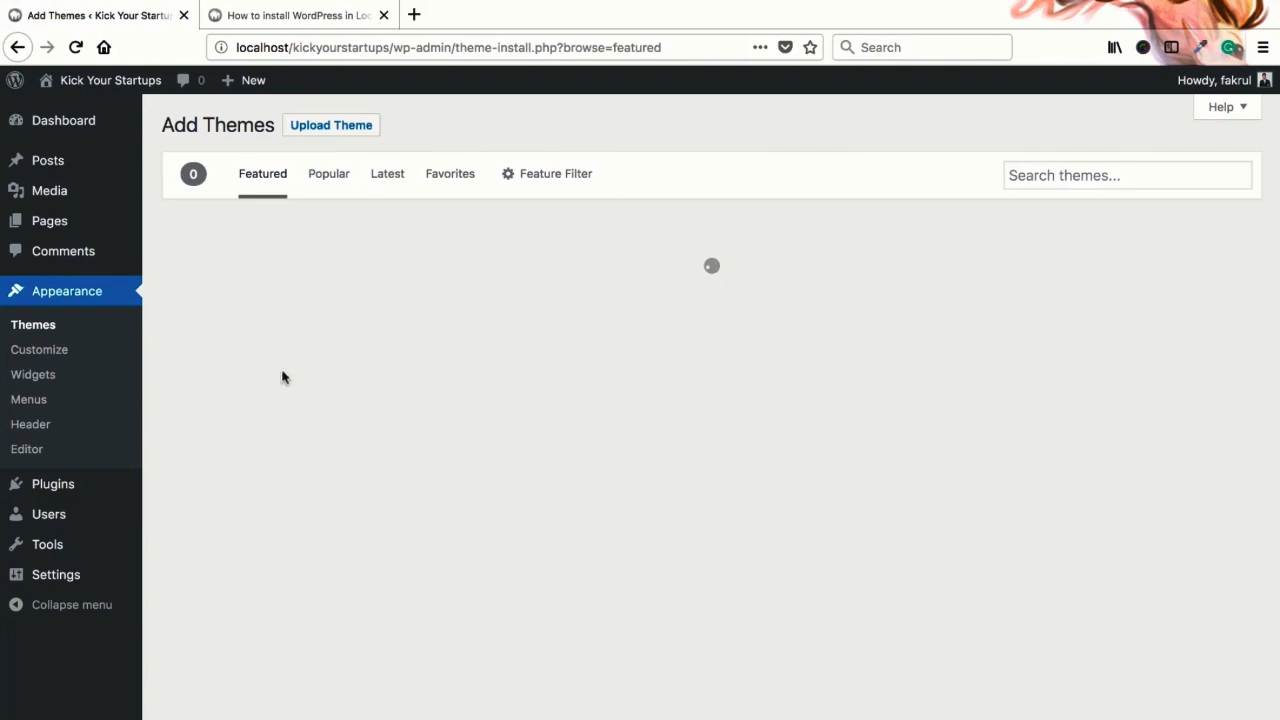 Add Themes ‹ Kick Your Startu
How to install WordPress in Loc
localhost/kickyourstartups/wp-admin/theme-install.php?browse=featured
Search
Kick Your Startups
0
New
Howdy, fakrul
Help
Dashboard
Posts
Media
Pages
Comments
Appearance
Themes
Customize
Widgets
Menus
Header
Editor
Plugins
Users
Tools
Settings
Collapse menu
Add Themes
Upload Theme
0
Featured
Popular
Latest
Favorites
Feature Filter
Search themes...